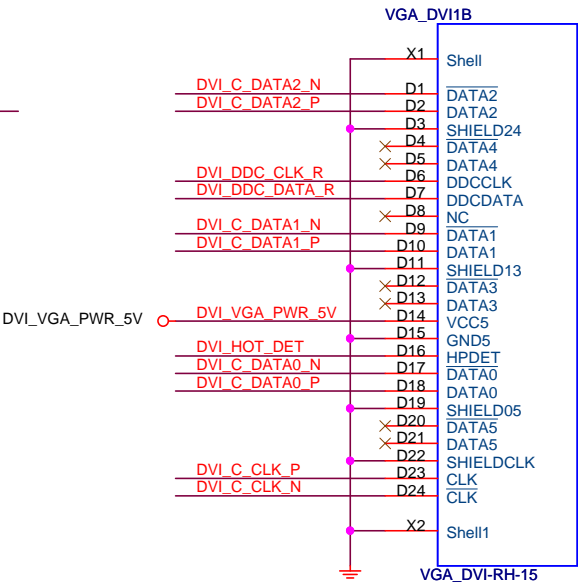 VGA_DVI1B
X1 Shell
DVI_C_DATA2_N D1 DATA2
DVI_C_DATA2_P D2 DATA2
D3 SHIELD24
D4 DATA4
D5 DATA4
DVI_DDC_CLK_R D6 DDCCLK
DVI_DDC_DATA_R D7 DDCDATA
D8 NC
DVI_C_DATA1_N D9 DATA1
DVI_C_DATA1_P D10 DATA1
D11 SHIELD13
D12 DATA3
D13 DATA3
DVI_VGA_PWR_5V DVI_VGA_PWR_5V D14 VCC5
D15 GND5
DVI_HOT_DET D16 HPDET
DVI_C_DATA0_N D17 DATA0
DVI_C_DATA0_P D18 DATA0
D19 SHIELD05
D20 DATA5
D21 DATA5
D22 SHIELDCLK
DVI_C_CLK_P D23 CLK
DVI_C_CLK_N D24 CLK
X2 Shell1
VGA_DVI-RH-15